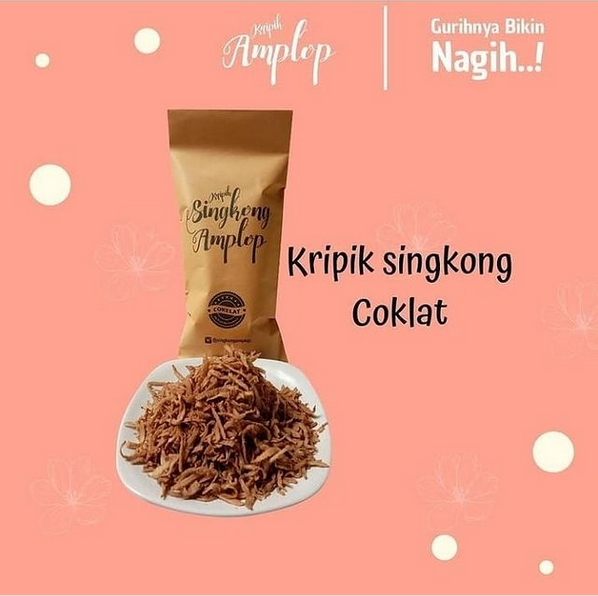 Kripik
Amplop
Gurihnya Bikin
Nagih..!
Kripik
Singkong
Amplop
COKLAT
Kripik singkong
Coklat